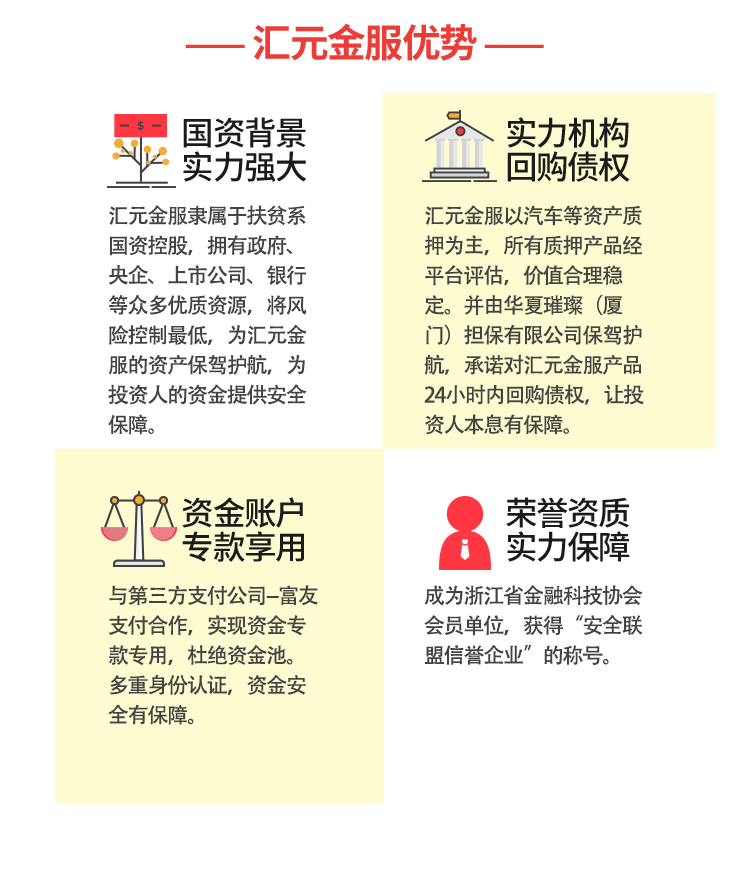 汇元金服优势
$
国资背景
实力强大
汇元金服隶属于扶贫系
国资控股，拥有政府、
央企、上市公司、银行
等众多优质资源，将风
险控制最低，为汇元金
服的资产保驾护航，为
投资人的资金提供安全
保障。
实力机构
回购债权
汇元金服以汽车等资产质
押为主，所有质押产品经
平台评估，价值合理稳
定。并由华夏璀璨（厦
门）担保有限公司保驾护
航，承诺对汇元金服产品
24小时内回购债权，让投
资人本息有保障。
资金账户
专款享用
与第三方支付公司–富友
支付合作，实现资金专
款专用，杜绝资金池。
多重身份认证，资金安
全有保障。
荣誉资质
实力保障
成为浙江省金融科技协会
会员单位，获得“安全联
盟信誉企业”的称号。